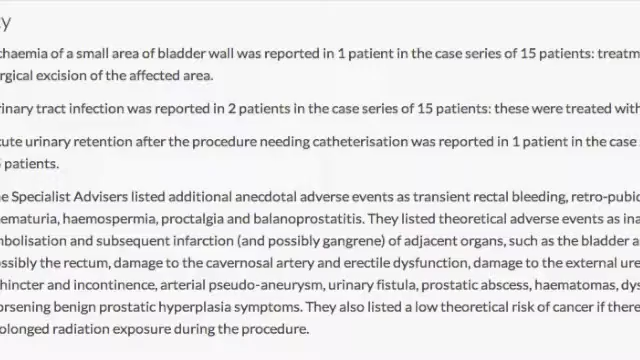 ty
chaemia of a small area of bladder wall was reported in 1 patient in the case series of 15 patients: treatm
rgical excision of the affected area.
rinary tract infection was reported in 2 patients in the case series of 15 patients: these were treated with
cute urinary retention after the procedure needing catheterisation was reported in 1 patient in the case
patients.
e Specialist Advisers listed additional anecdotal adverse events as transient rectal bleeding, retro-pubic
ematuria, haemospermia, proctalgia and balanoprostatitis. They listed theoretical adverse events as ina
mbolisation and subsequent infarction (and possibly gangrene) of adjacent organs, such as the bladder a
ossibly the rectum, damage to the cavernosal artery and erectile dysfunction, damage to the external ure
hincter and incontinence, arterial pseudo-aneurysm, urinary fistula, prostatic abscess, haematomas, dys
orsening benign prostatic hyperplasia symptoms. They also listed a low theoretical risk of cancer if there
olonged radiation exposure during the procedure.